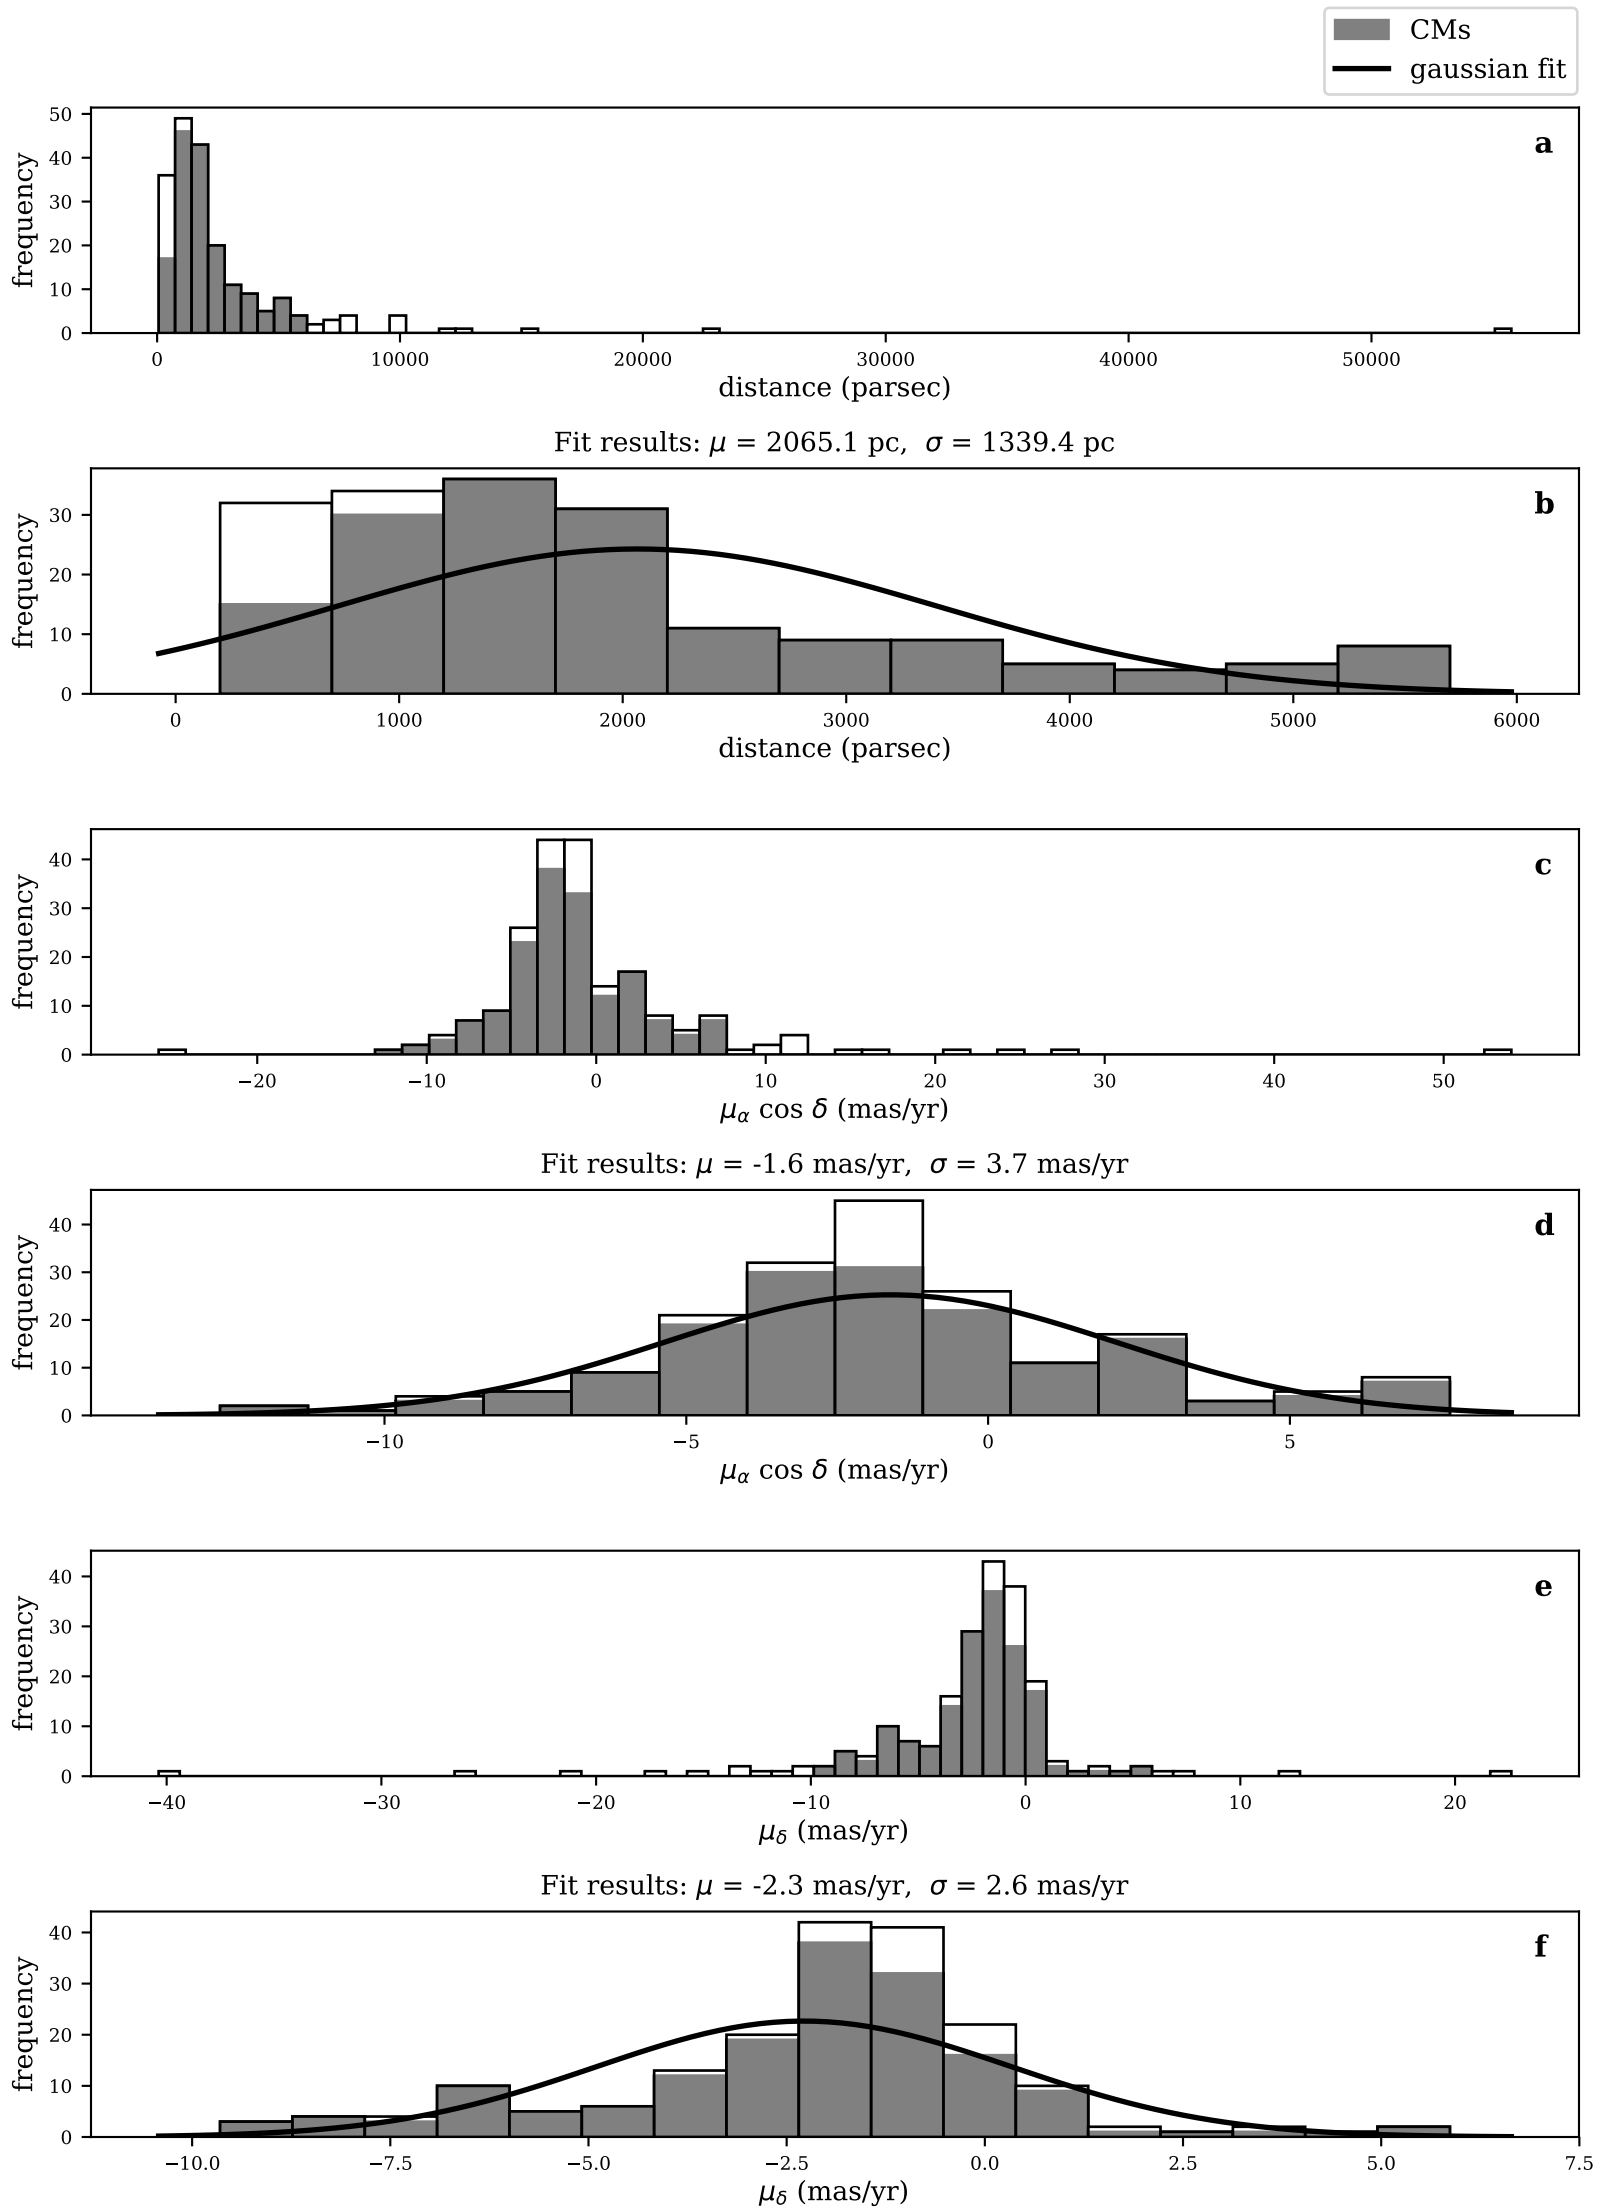 CMs
gaussian fit
a
50
40
30
20
10
0
frequency
0 10000 20000 30000 40000 50000
distance (parsec)
Fit results: μ = 2065.1 pc, σ = 1339.4 pc
b
30
20
10
0
frequency
0 1000 2000 3000 4000 5000 6000
distance (parsec)
c
40
30
20
10
0
frequency
−20 −10 0 10 20 30 40 50
μα cos δ (mas/yr)
Fit results: μ = -1.6 mas/yr, σ = 3.7 mas/yr
d
40
30
20
10
0
frequency
−10 −5 0 5
μα cos δ (mas/yr)
e
40
30
20
10
0
frequency
−40 −30 −20 −10 0 10 20
μδ (mas/yr)
Fit results: μ = -2.3 mas/yr, σ = 2.6 mas/yr
f
40
30
20
10
0
frequency
−10.0 −7.5 −5.0 −2.5 0.0 2.5 5.0 7.5
μδ (mas/yr)